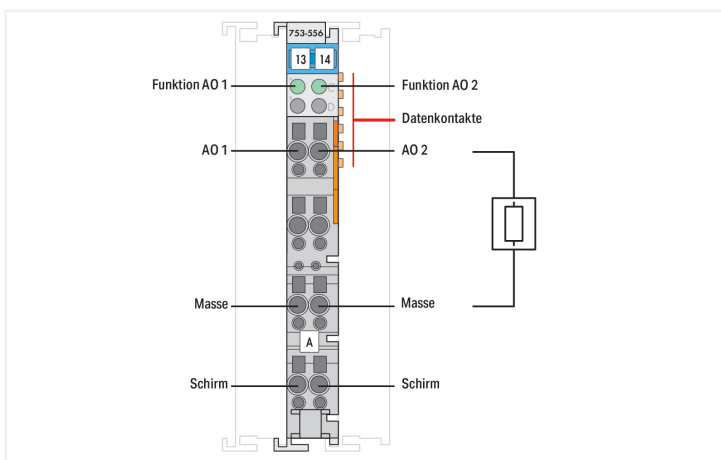 753-556
13 14
Funktion AO 1
C
Funktion AO 2
D
Datenkontakte
AO 1
AO 2
Masse
Masse
A
Schirm
Schirm